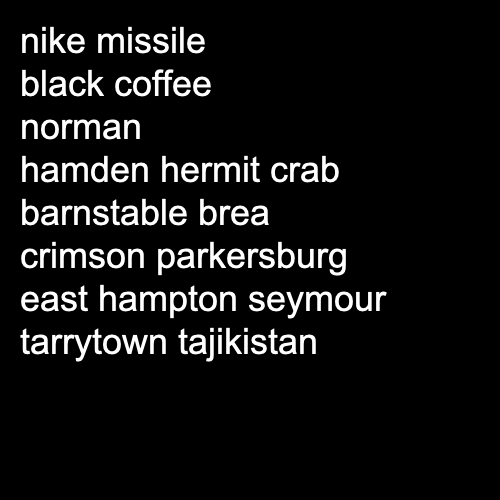 nike missile
black coffee
norman
hamden hermit crab
barnstable brea
crimson parkersburg
east hampton seymour
tarrytown tajikistan